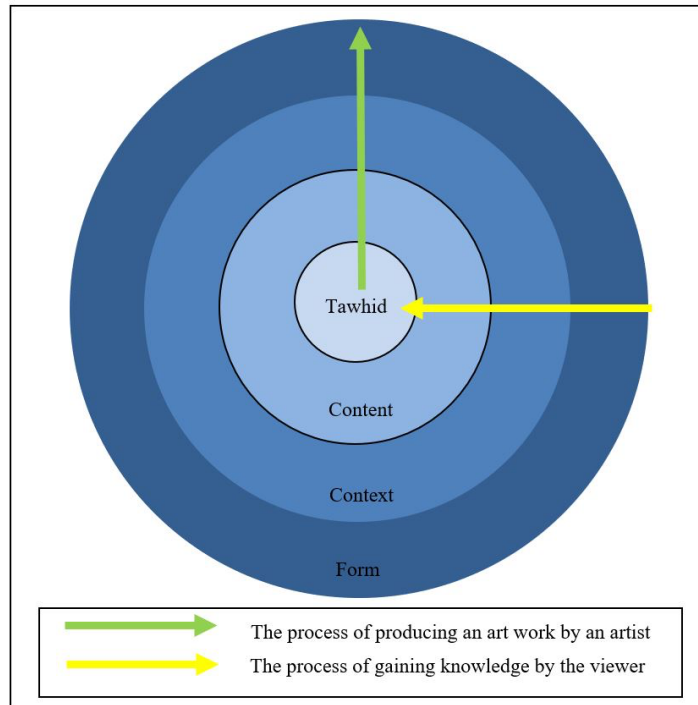 Tawhid
Content
Context
Form
The process of producing an art work by an artist
The process of gaining knowledge by the viewer